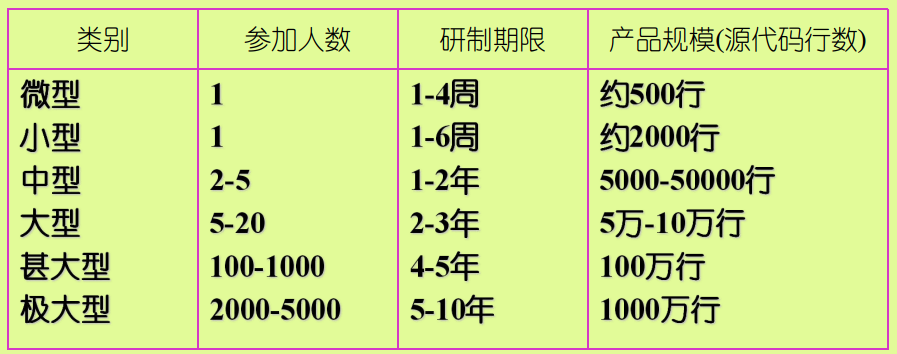 类别 参加人数 研制期限 产品规模(源代码行数)
微型 1 1-4周 约500行
小型 1 1-6周 约2000行
中型 2-5 1-2年 5000-50000行
大型 5-20 2-3年 5万-10万行
甚大型 100-1000 4-5年 100万行
极大型 2000-5000 5-10年 1000万行